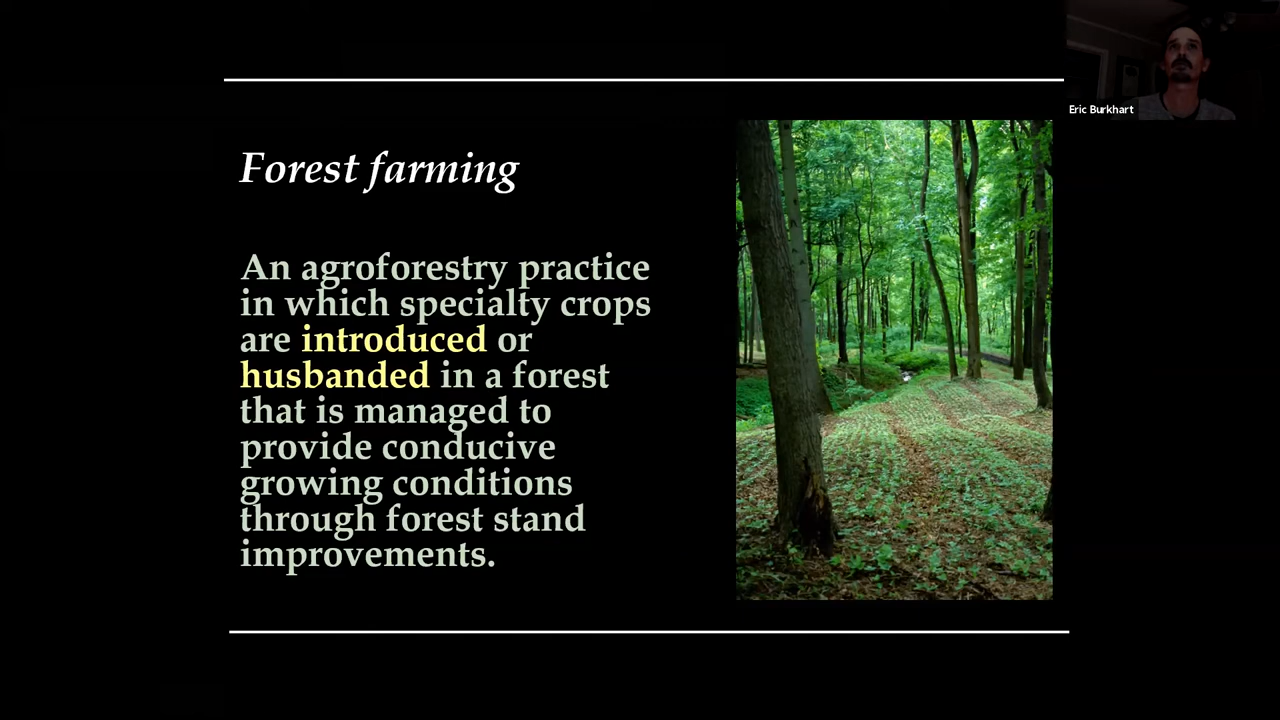 Eric Burkhart
Forest farming
An agroforestry practice
in which specialty crops
are introduced or
husbanded in a forest
that is managed to
provide conducive
growing conditions
through forest stand
improvements.